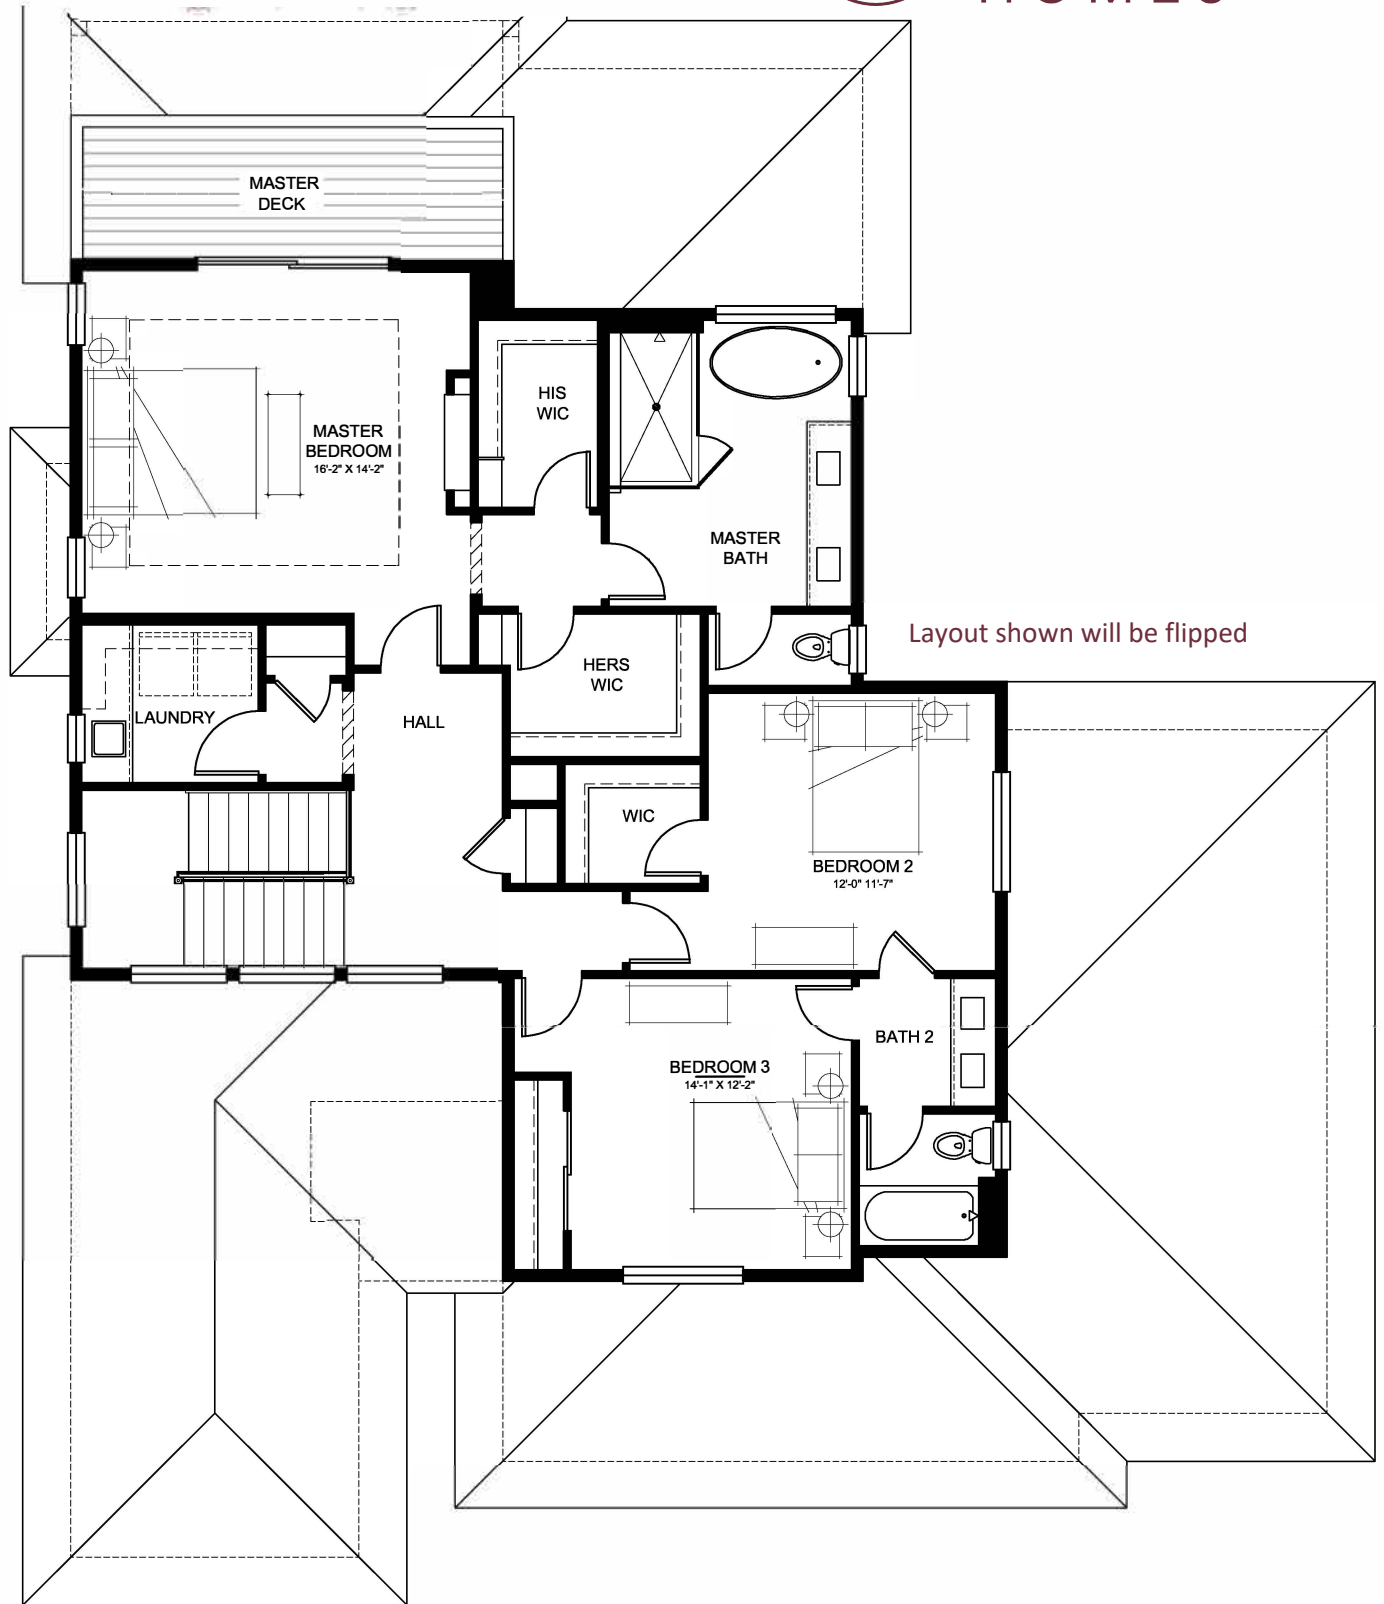 MASTER
DECK
MASTER
BEDROOM
16'-2" X 14'-2"
HIS
WIC
MASTER
BATH
Layout shown will be flipped
HERS
WIC
LAUNDRY
HALL
WIC
BEDROOM 2
12'-0" 11'-7"
BATH 2
BEDROOM 3
14'-1" X 12'-2"